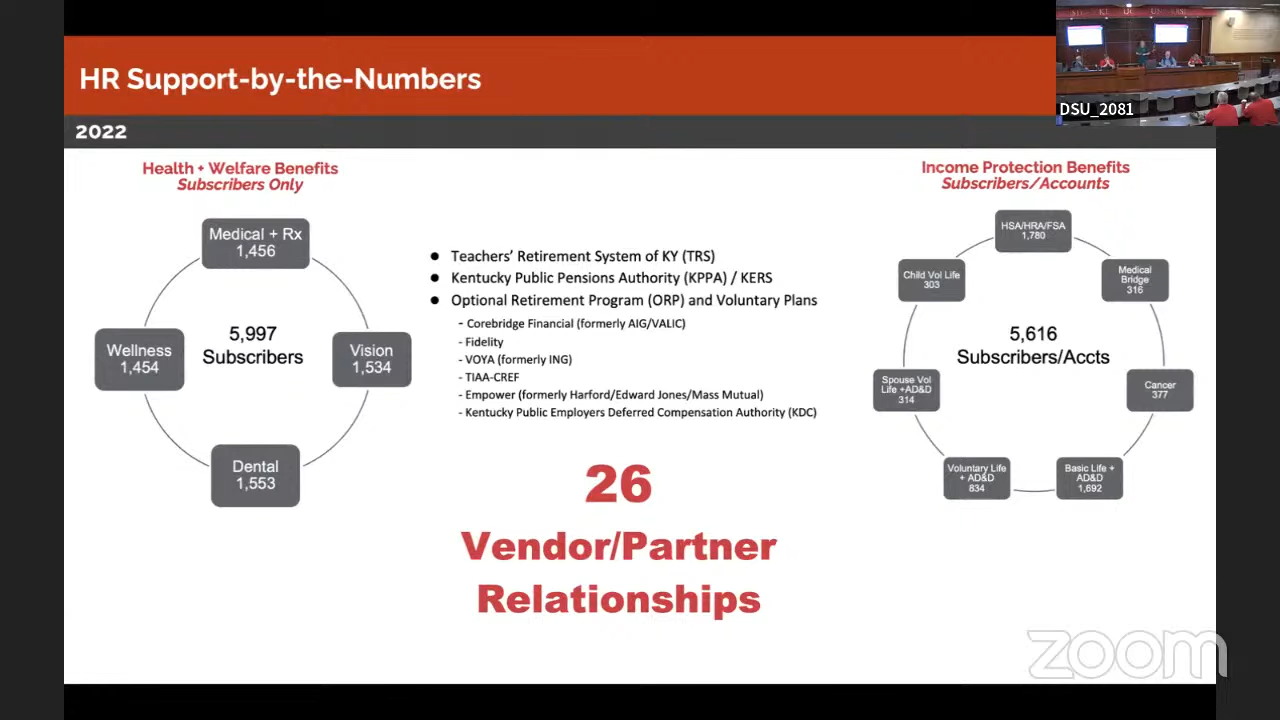 HR Support-by-the-Numbers
DSU_2081
2022
Health + Welfare Benefits
Subscribers Only
Medical + Rx
1,456
Wellness
1,454
5,997
Subscribers
Vision
1,534
Dental
1,553
● Teachers' Retirement System of KY (TRS)
● Kentucky Public Pensions Authority (KPPA) / KERS
● Optional Retirement Program (ORP) and Voluntary Plans
- Corebridge Financial (formerly AIG/VALIC)
- Fidelity
- VOYA (formerly ING)
- TIAA-CREF
- Empower (formerly Harford/Edward Jones/Mass Mutual)
- Kentucky Public Employers Deferred Compensation Authority (KDC)
26
Vendor/Partner
Relationships
Income Protection Benefits
Subscribers/Accounts
HSA/HRA/FSA
1,780
Child Vol Life
303
Medical
Bridge
316
5,616
Subscribers/Accts
Spouse Vol
Life +AD&D
314
Cancer
377
Voluntary Life
+ AD&D
834
Basic Life +
AD&D
1,692
zoom